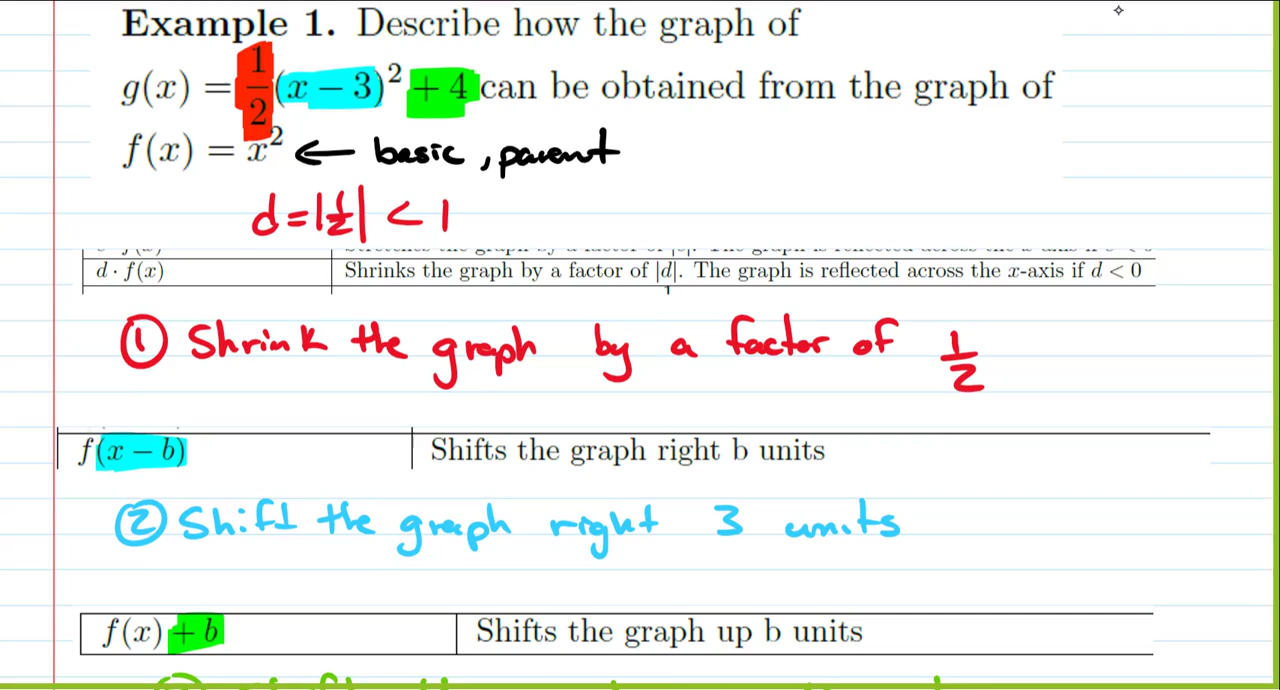 Example 1. Describe how the graph of
g(x) = 1/2 (x − 3)² + 4 can be obtained from the graph of
f(x) = x² ← basic, parent
d = |1/2| < 1
d · f(x) Shrinks the graph by a factor of |d|. The graph is reflected across the x-axis if d < 0
① Shrink the graph by a factor of 1/2
f(x − b) Shifts the graph right b units
② Shift the graph right 3 units
f(x) + b Shifts the graph up b units